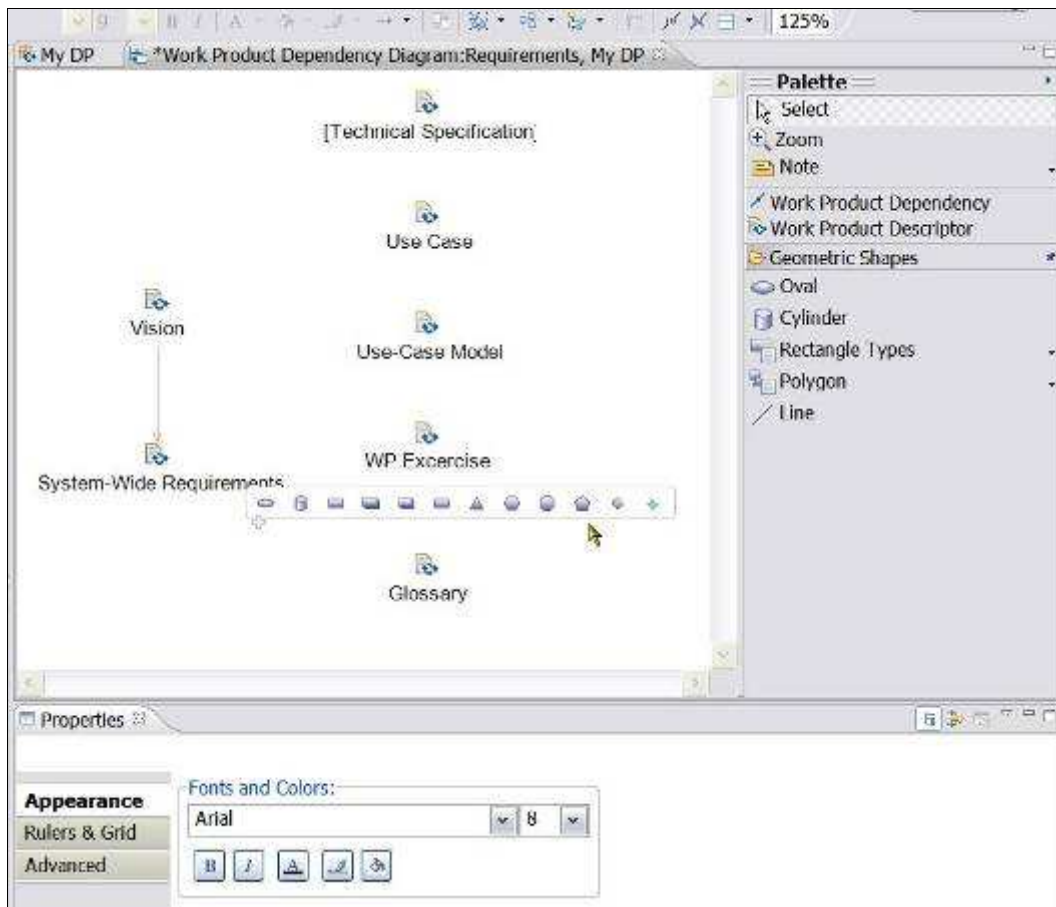 125%
My DP
*Work Product Dependency Diagram:Requirements, My DP
[Technical Specification]
Use Case
Vision
Use-Case Model
System-Wide Requirements
WP Excercise
Glossary
Palette
Select
Zoom
Note
Work Product Dependency
Work Product Descriptor
Geometric Shapes
Oval
Cylinder
Rectangle Types
Polygon
Line
Properties
Appearance
Rulers & Grid
Advanced
Fonts and Colors:
Arial
8
B
I
A